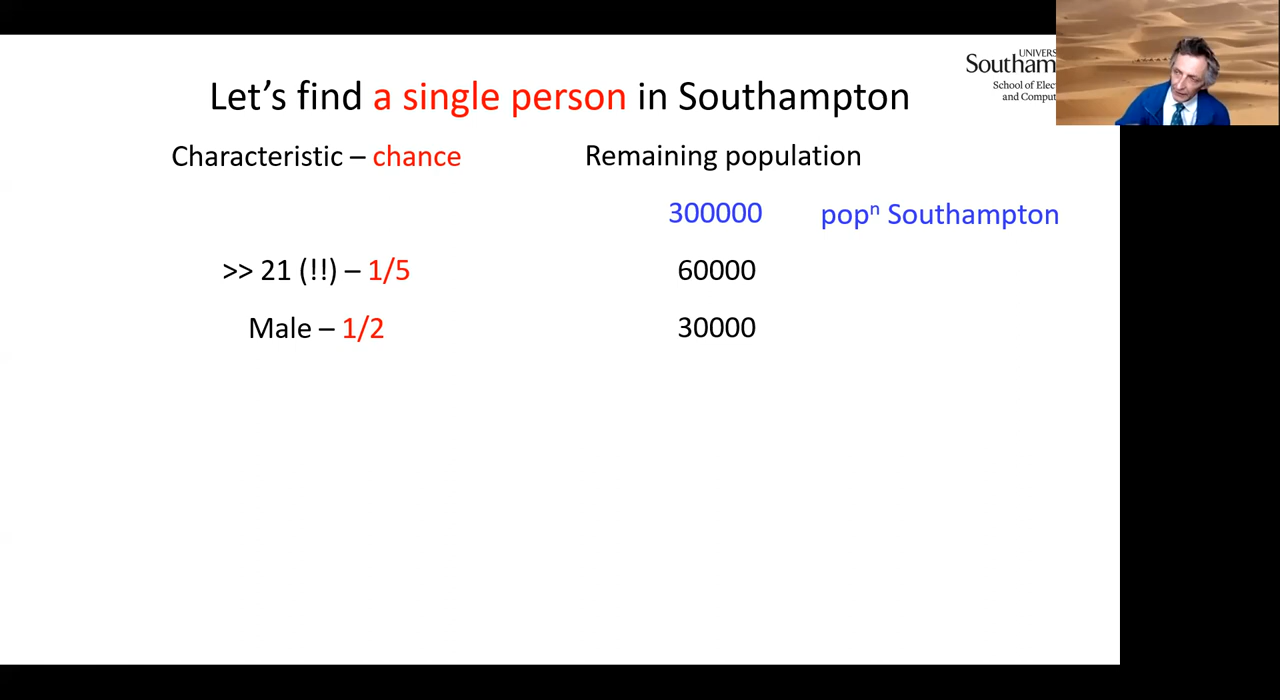 UNIVERS
Southam
School of Elec
and Comput
Let's find a single person in Southampton
Characteristic – chance Remaining population
300000 popⁿ Southampton
>> 21 (!!) – 1/5 60000
Male – 1/2 30000